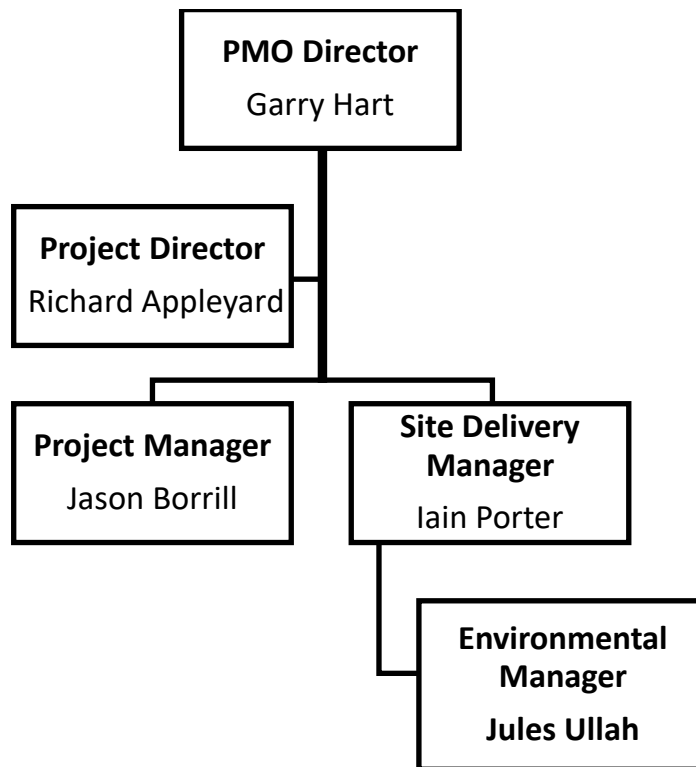 PMO Director
Garry Hart
Project Director
Richard Appleyard
Project Manager
Jason Borrill
Site Delivery
Manager
Iain Porter
Environmental
Manager
Jules Ullah